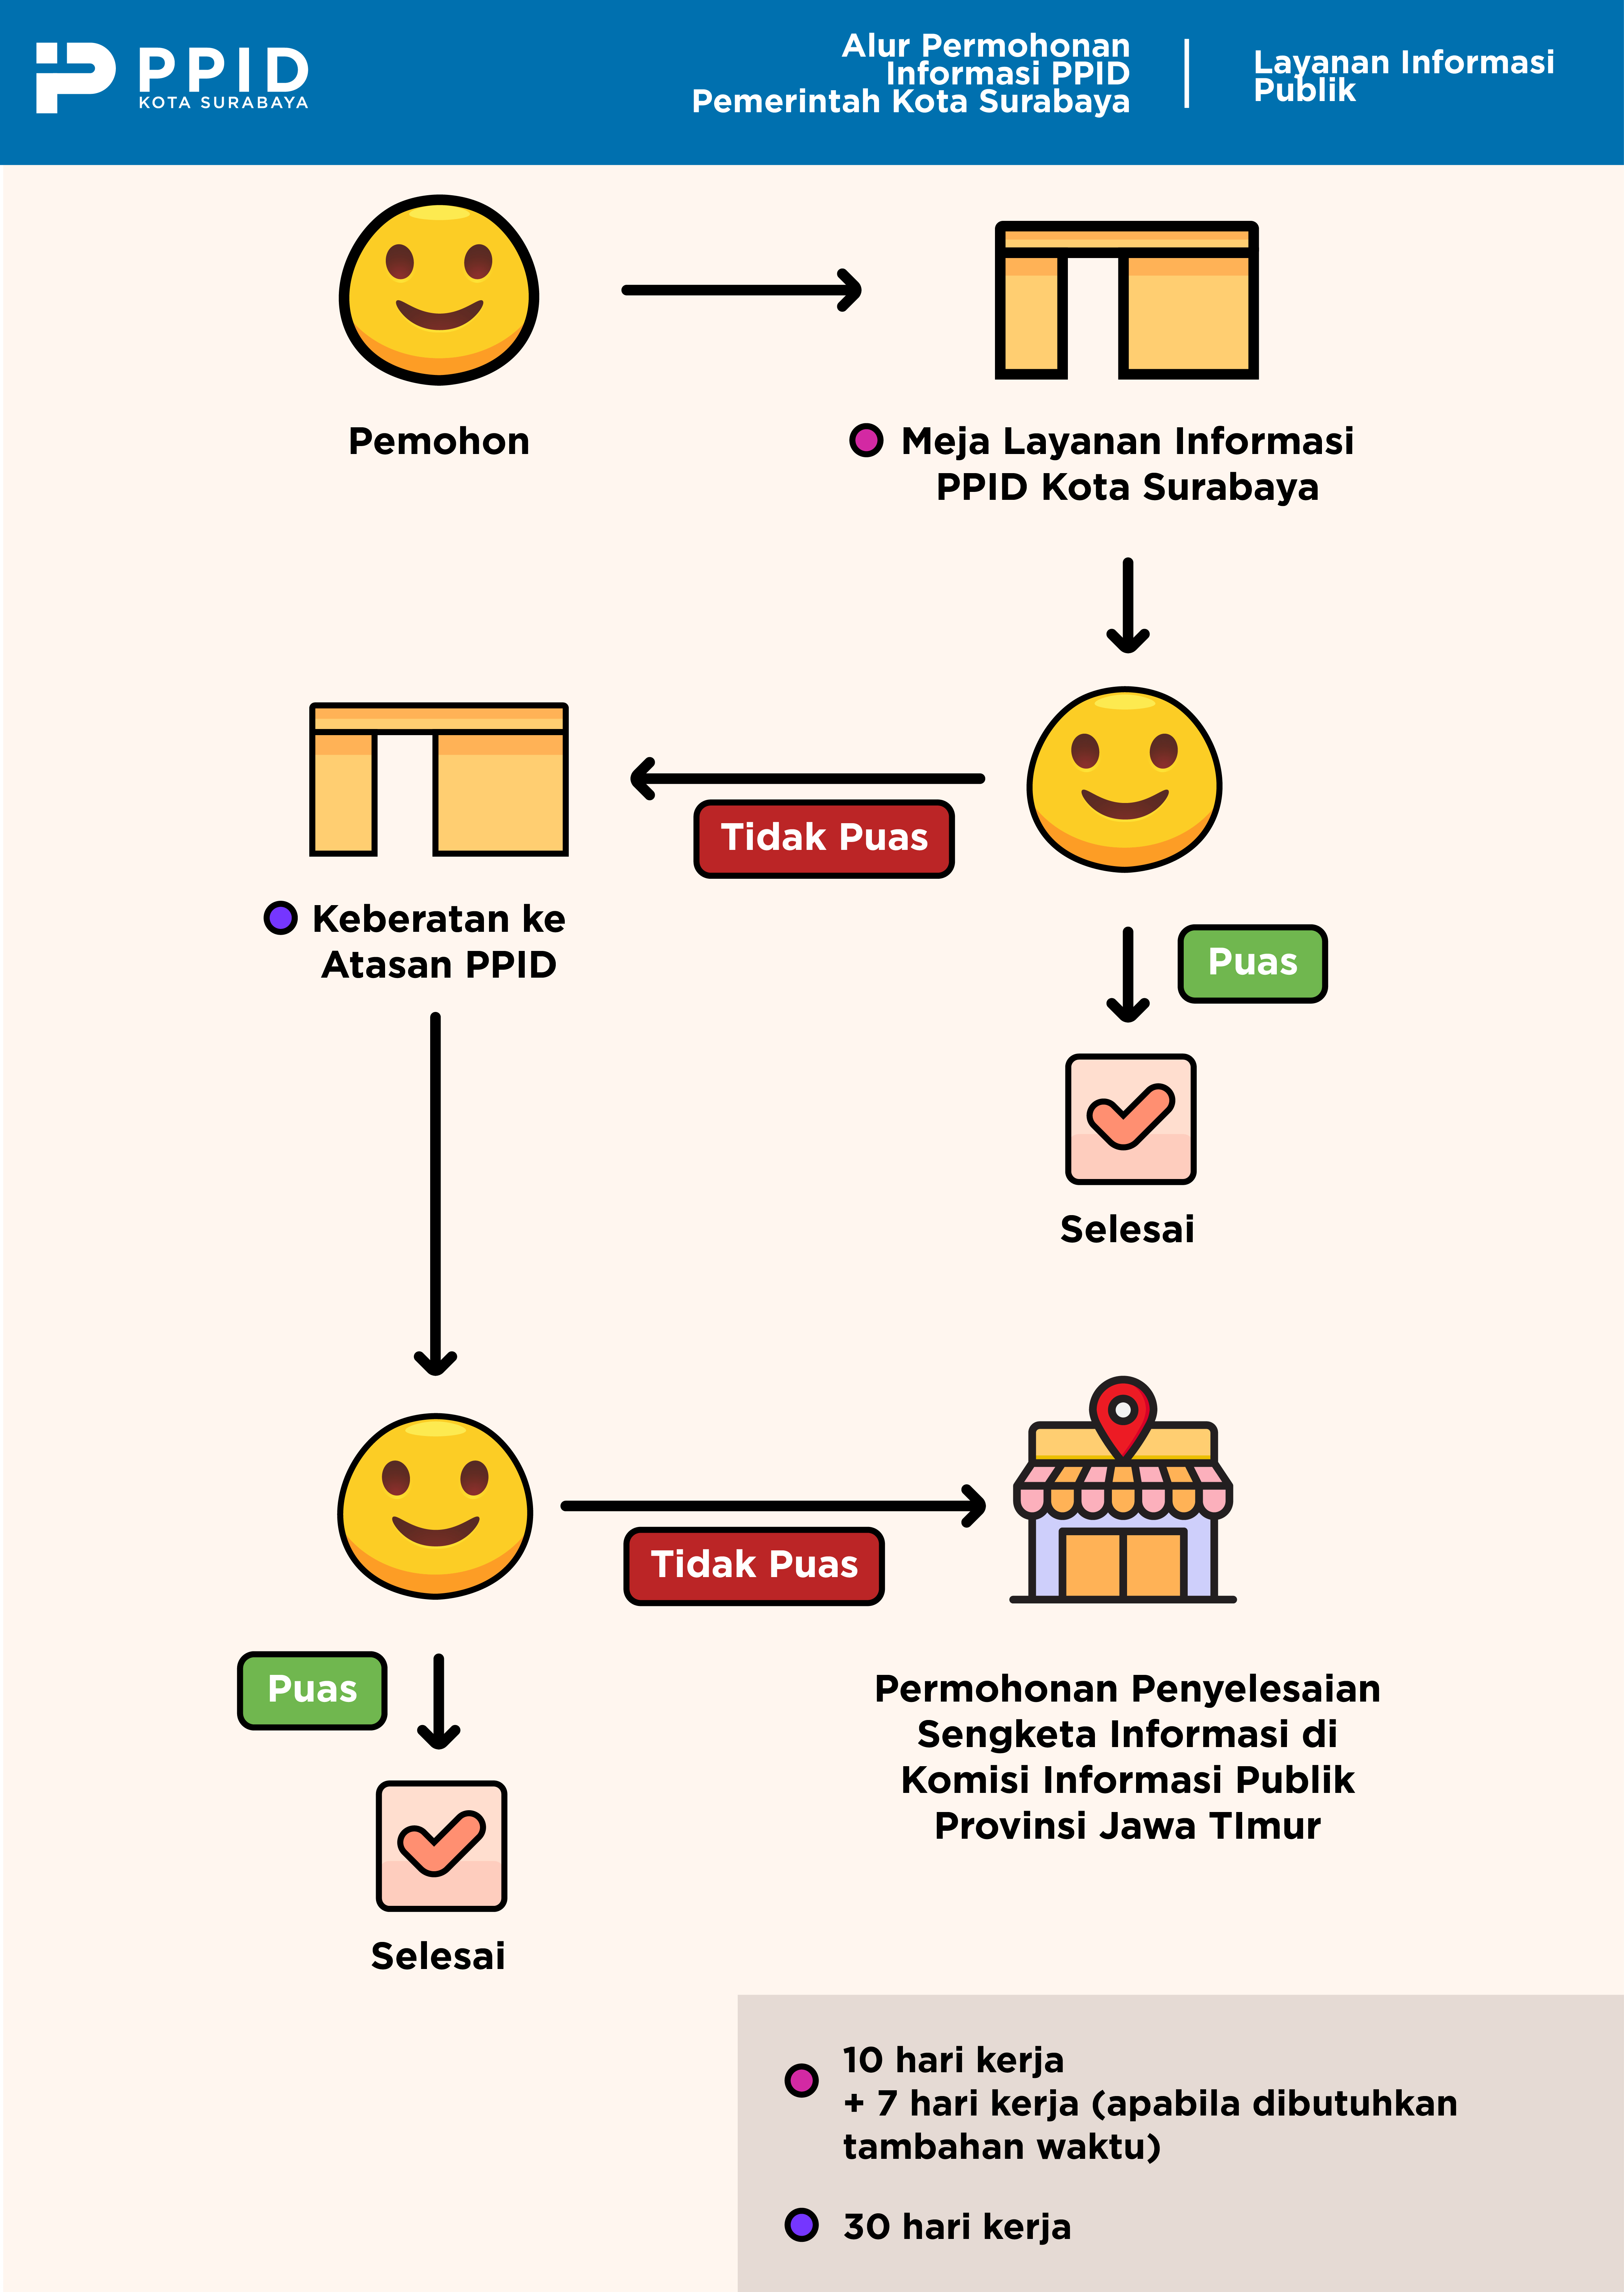 PPID
KOTA SURABAYA
Alur Permohonan
Informasi PPID
Pemerintah Kota Surabaya
Layanan Informasi
Publik
Pemohon
Meja Layanan Informasi
PPID Kota Surabaya
Tidak Puas
Keberatan ke
Atasan PPID
Puas
Selesai
Tidak Puas
Puas
Permohonan Penyelesaian
Sengketa Informasi di
Komisi Informasi Publik
Provinsi Jawa TImur
Selesai
10 hari kerja
+ 7 hari kerja (apabila dibutuhkan
tambahan waktu)
30 hari kerja